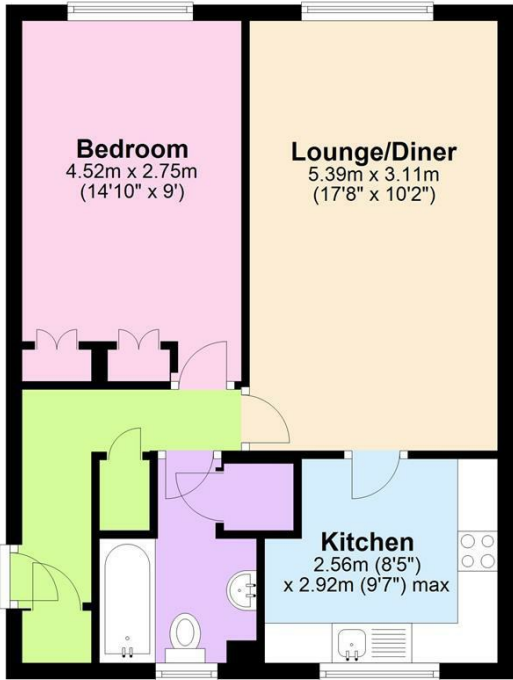 Bedroom
4.52m x 2.75m
(14'10" x 9')
Lounge/Diner
5.39m x 3.11m
(17'8" x 10'2")
Kitchen
2.56m (8'5")
x 2.92m (9'7") max